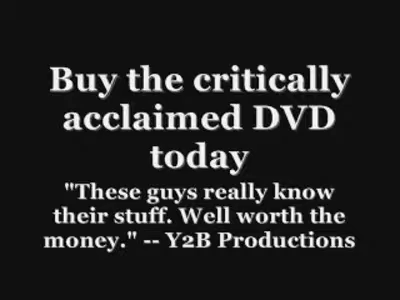 Buy the critically
acclaimed DVD
today
"These guys really know
their stuff. Well worth the
money." -- Y2B Productions